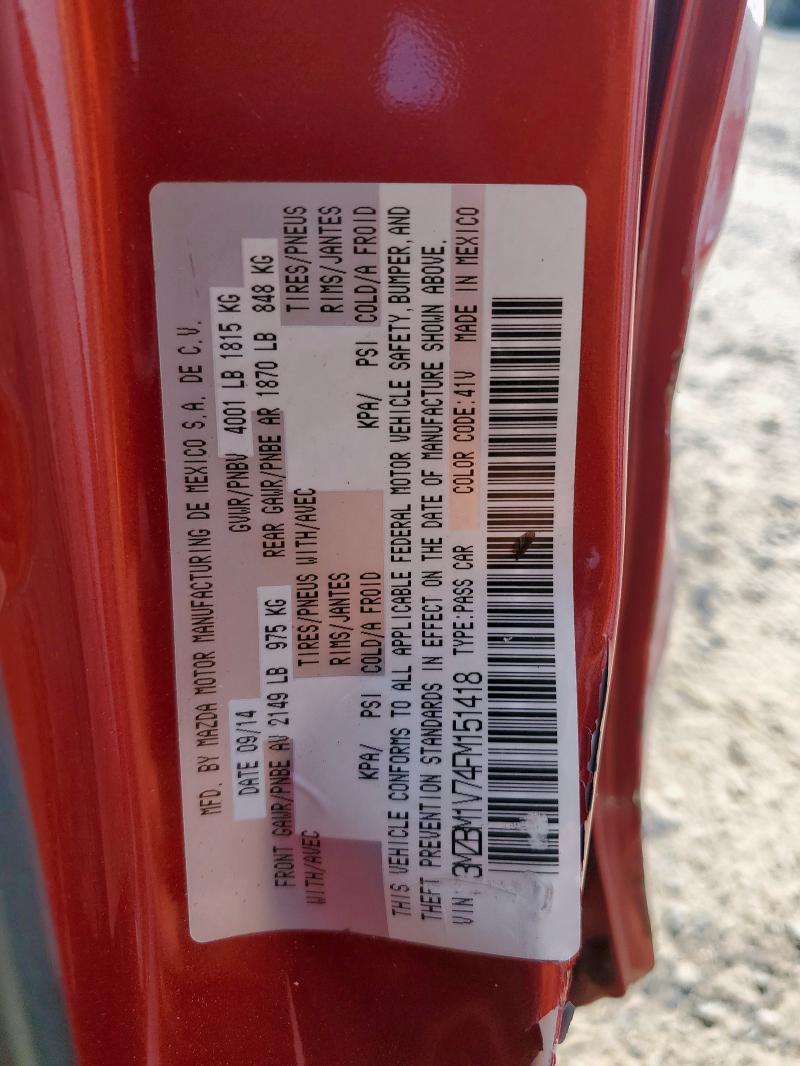 MFD. BY MAZDA MOTOR MANUFACTURING DE MEXICO S.A. DE C.V.
DATE 09/14 GVWR/PNBV 4001 LB 1815 KG
FRONT GAWR/PNBE AV 2149 LB 975 KG REAR GAWR/PNBE AR 1870 LB 848 KG
WITH/AVEC TIRES/PNEUS WITH/AVEC TIRES/PNEUS
RIMS/JANTES RIMS/JANTES
KPA/ PSI COLD/A FROID KPA/ PSI COLD/A FROID
THIS VEHICLE CONFORMS TO ALL APPLICABLE FEDERAL MOTOR VEHICLE SAFETY, BUMPER, AND
THEFT PREVENTION STANDARDS IN EFFECT ON THE DATE OF MANUFACTURE SHOWN ABOVE.
VIN: 3MZBM1V74FM151418 TYPE:PASS CAR COLOR CODE:41V MADE IN MEXICO